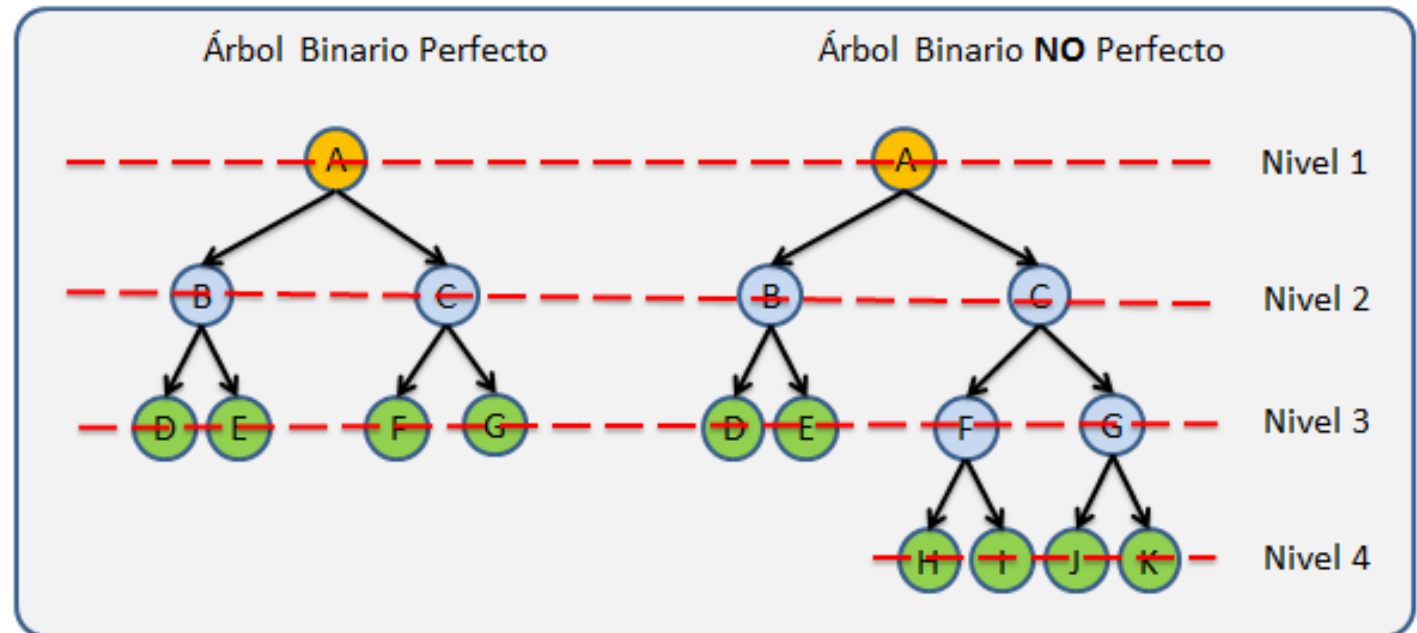 Árbol Binario Perfecto
Árbol Binario NO Perfecto
A A Nivel 1
B C B C Nivel 2
D E F G D E F G Nivel 3
H I J K Nivel 4